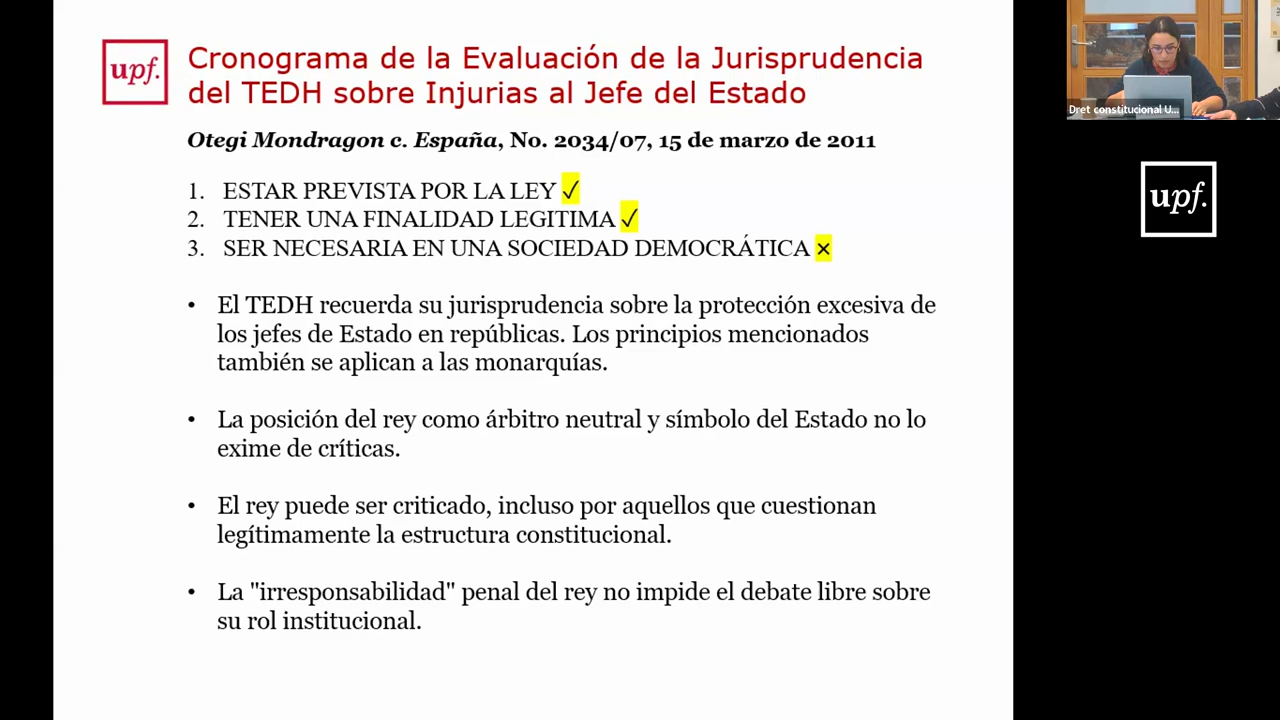 upf.
Cronograma de la Evaluación de la Jurisprudencia
del TEDH sobre Injurias al Jefe del Estado
Otegi Mondragon c. España, No. 2034/07, 15 de marzo de 2011
1. ESTAR PREVISTA POR LA LEY ✓
2. TENER UNA FINALIDAD LEGITIMA ✓
3. SER NECESARIA EN UNA SOCIEDAD DEMOCRÁTICA ×
• El TEDH recuerda su jurisprudencia sobre la protección excesiva de
los jefes de Estado en repúblicas. Los principios mencionados
también se aplican a las monarquías.
• La posición del rey como árbitro neutral y símbolo del Estado no lo
exime de críticas.
• El rey puede ser criticado, incluso por aquellos que cuestionan
legítimamente la estructura constitucional.
• La "irresponsabilidad" penal del rey no impide el debate libre sobre
su rol institucional.
Dret constitucional U...
upf.